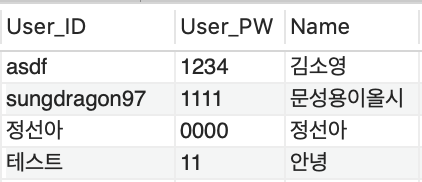 User_ID User_PW Name
asdf 1234 김소영
sungdragon97 1111 문성용이올시
정선아 0000 정선아
테스트 11 안녕